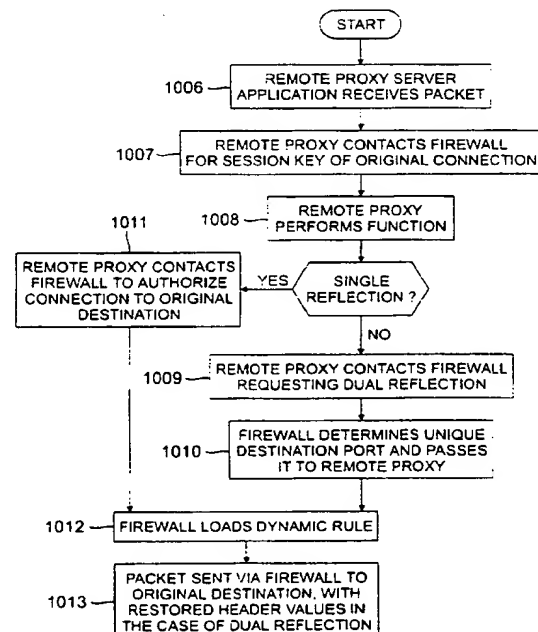 START
1006
REMOTE PROXY SERVER
APPLICATION RECEIVES PACKET
1007
REMOTE PROXY CONTACTS FIREWALL
FOR SESSION KEY OF ORIGINAL CONNECTION
1008
REMOTE PROXY
PERFORMS FUNCTION
1011
REMOTE PROXY CONTACTS
FIREWALL TO AUTHORIZE
CONNECTION TO ORIGINAL
DESTINATION
YES
SINGLE
REFLECTION ?
NO
1009
REMOTE PROXY CONTACTS FIREWALL
REQUESTING DUAL REFLECTION
1010
FIREWALL DETERMINES UNIQUE
DESTINATION PORT AND PASSES
IT TO REMOTE PROXY
1012
FIREWALL LOADS DYNAMIC RULE
1013
PACKET SENT VIA FIREWALL TO
ORIGINAL DESTINATION, WITH
RESTORED HEADER VALUES IN
THE CASE OF DUAL REFLECTION